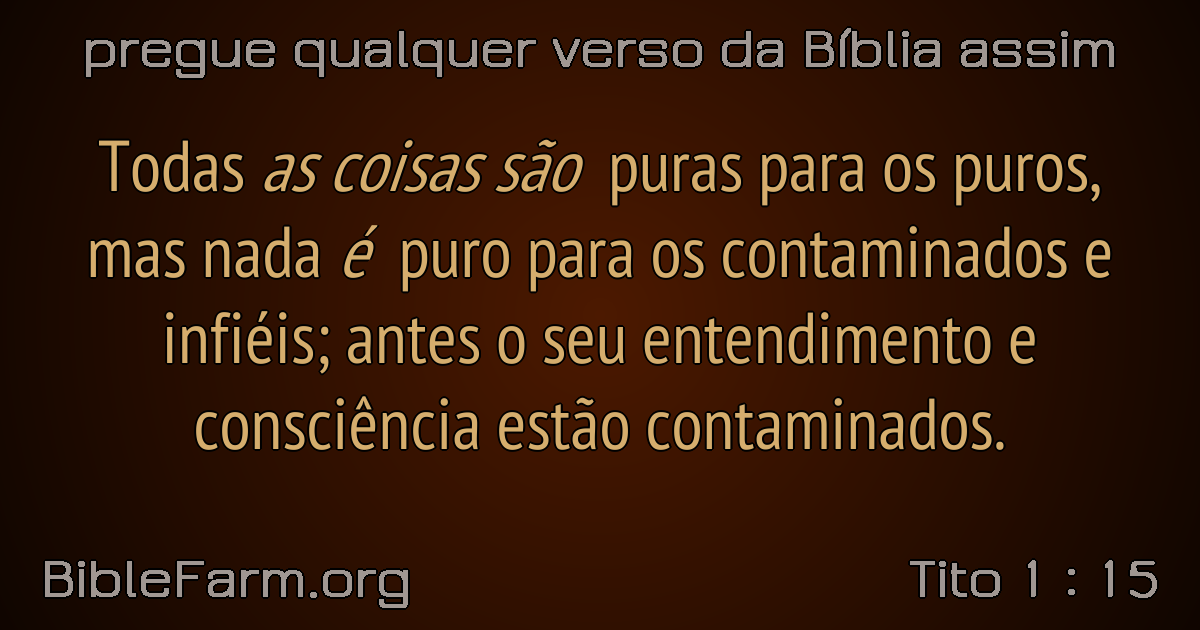 pregue qualquer verso da Bíblia assim
Todas as coisas são puras para os puros,
mas nada é puro para os contaminados e
infiéis; antes o seu entendimento e
consciência estão contaminados.
BibleFarm.org
Tito 1 : 15